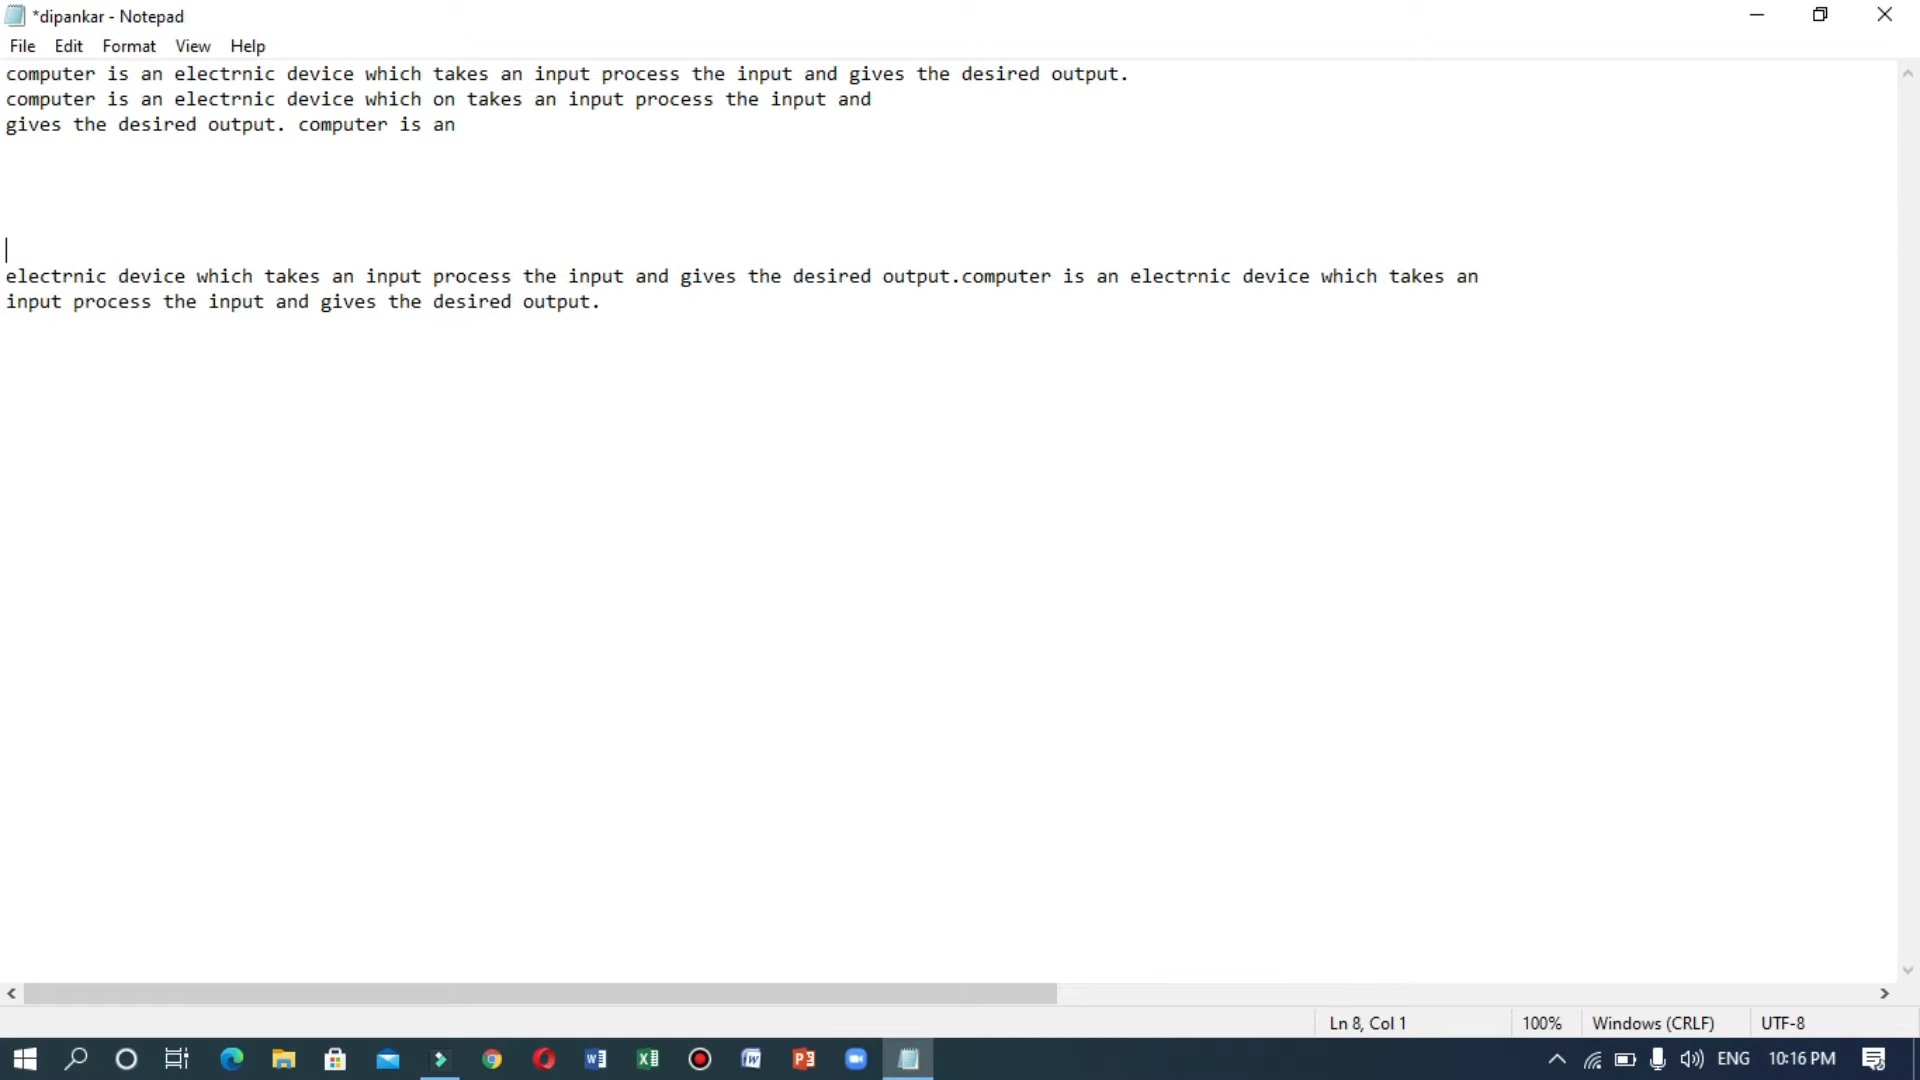 *dipankar - Notepad
File Edit Format View Help
computer is an electrnic device which takes an input process the input and gives the desired output.
computer is an electrnic device which on takes an input process the input and
gives the desired output. computer is an
electrnic device which takes an input process the input and gives the desired output.computer is an electrnic device which takes an
input process the input and gives the desired output.
Ln 8, Col 1 100% Windows (CRLF) UTF-8
ENG 10:16 PM